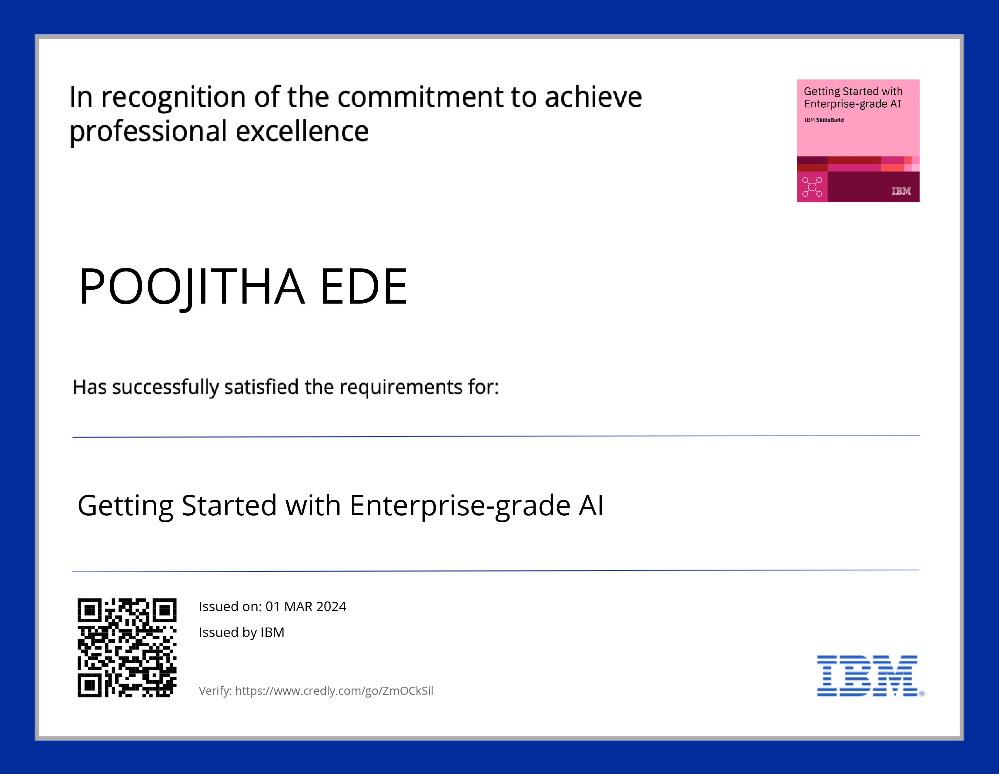 In recognition of the commitment to achieve
professional excellence
Getting Started with
Enterprise-grade AI
IBM SkillsBuild
IBM
POOJITHA EDE
Has successfully satisfied the requirements for:
Getting Started with Enterprise-grade AI
Issued on: 01 MAR 2024
Issued by IBM
Verify: https://www.credly.com/go/ZmOCkSil
IBM®